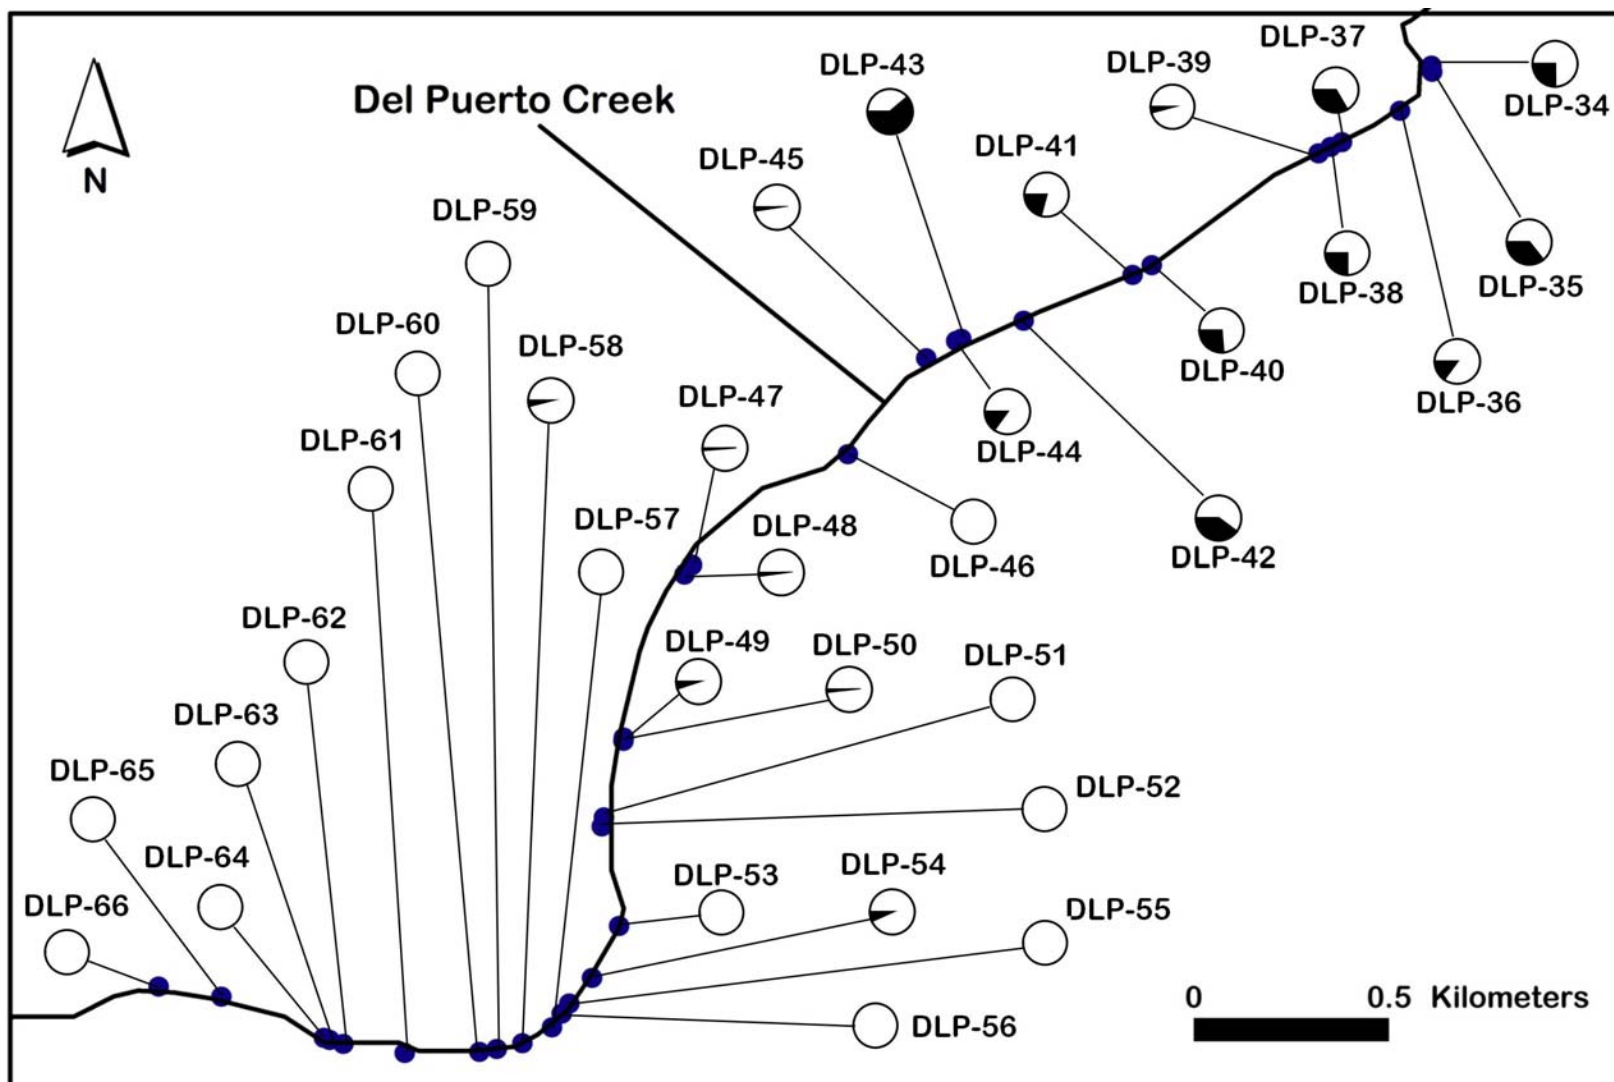 DLP-37
DLP-43
DLP-39
Del Puerto Creek
DLP-34
DLP-41
DLP-45
N
DLP-59
DLP-35
DLP-38
DLP-60
DLP-58
DLP-40
DLP-47
DLP-36
DLP-61
DLP-44
DLP-57
DLP-48
DLP-46
DLP-42
DLP-62
DLP-49
DLP-50
DLP-51
DLP-63
DLP-65
DLP-52
DLP-64
DLP-54
DLP-53
DLP-66
DLP-55
0 0.5 Kilometers
DLP-56